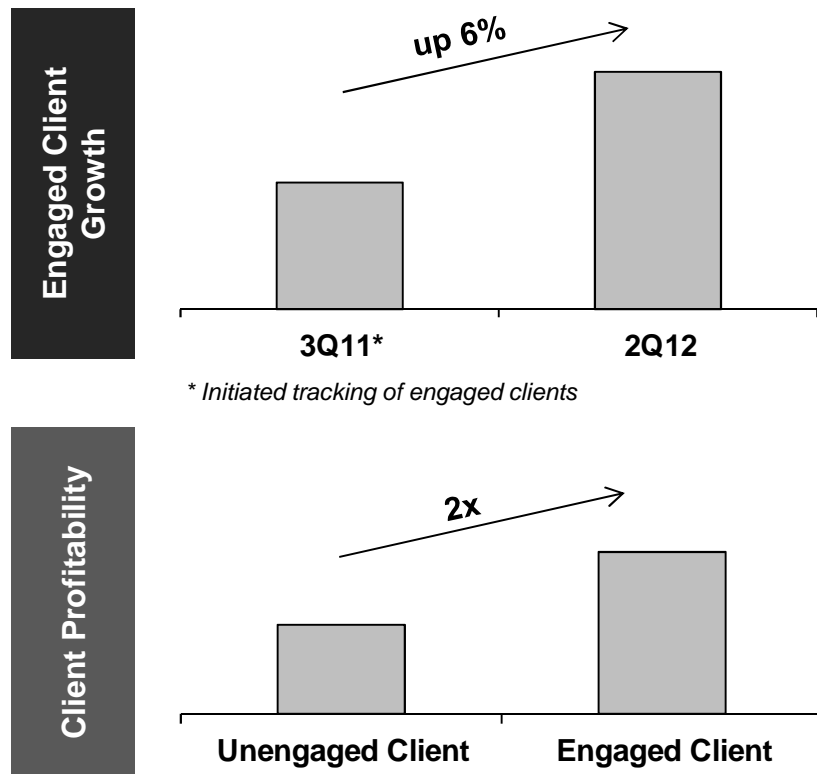 Engaged Client
Growth
up 6%
3Q11*
2Q12
* Initiated tracking of engaged clients
Client Profitability
2x
Unengaged Client
Engaged Client